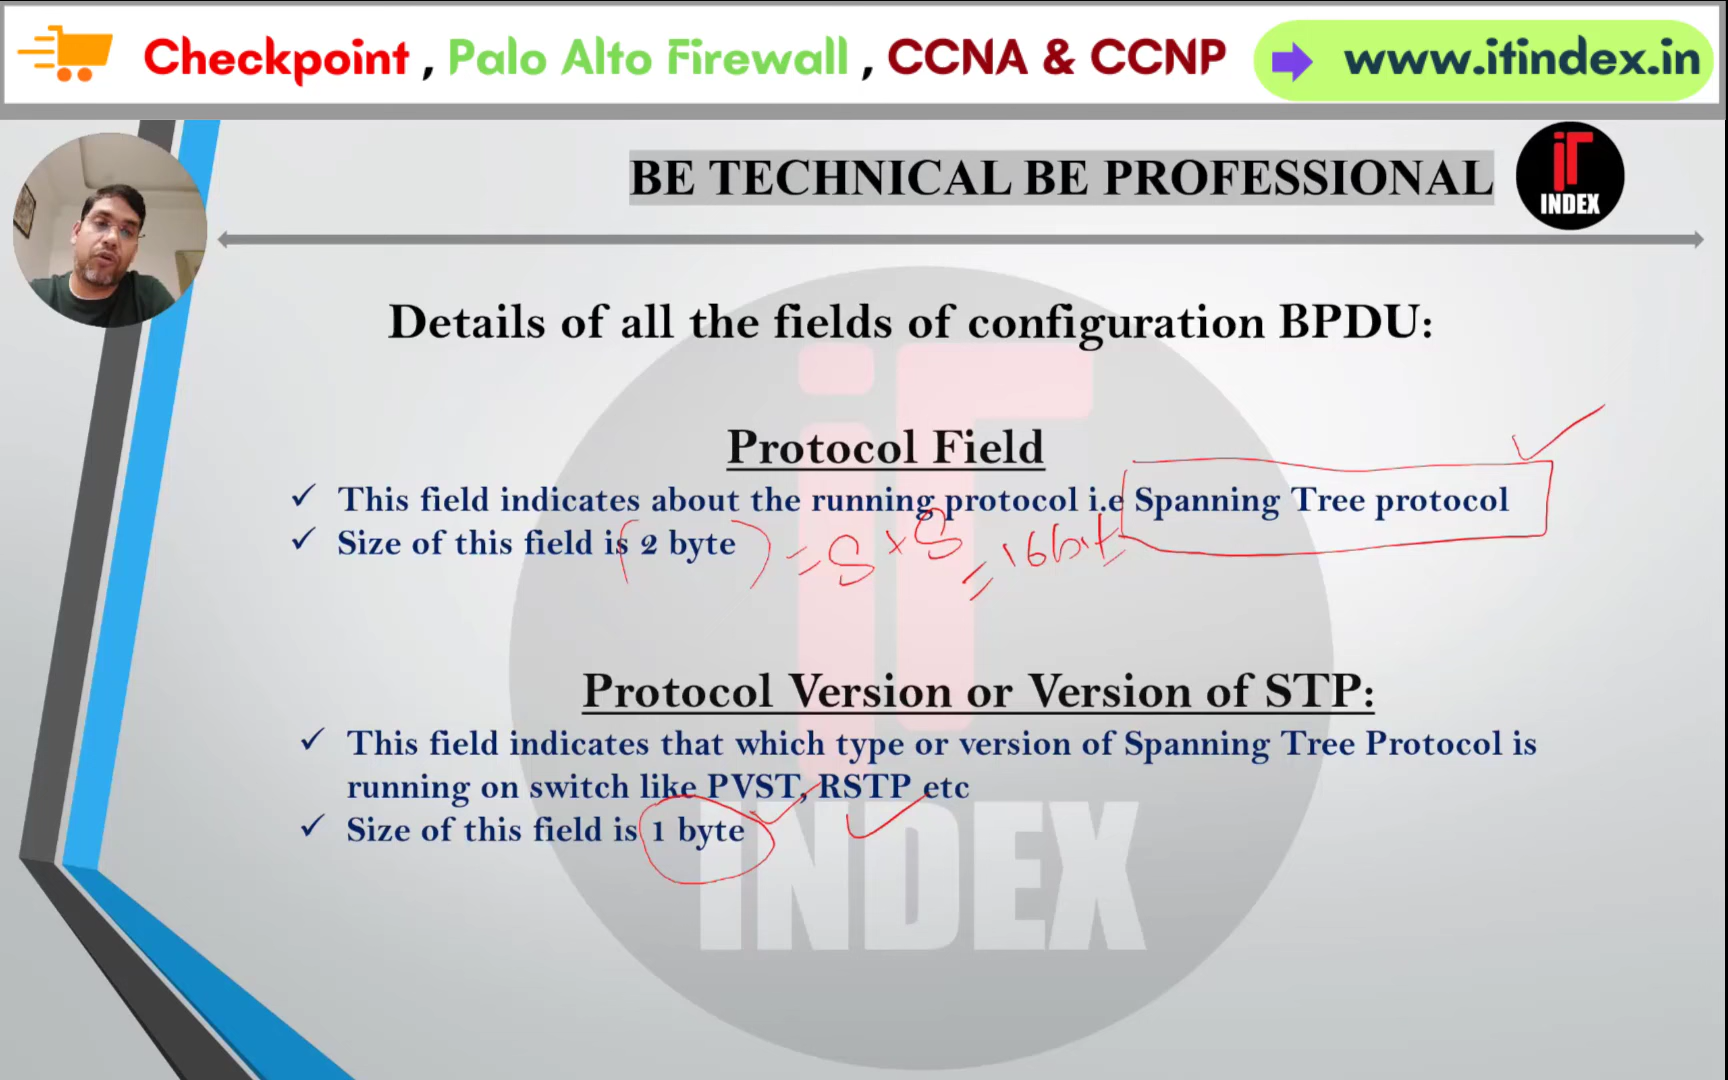 Checkpoint , Palo Alto Firewall , CCNA & CCNP www.itindex.in
BE TECHNICAL BE PROFESSIONAL
iT
INDEX
Details of all the fields of configuration BPDU:
Protocol Field
✓ This field indicates about the running protocol i.e Spanning Tree protocol
✓ Size of this field is 2 byte
( ) = 8 × 8 = 16 bit
Protocol Version or Version of STP:
✓ This field indicates that which type or version of Spanning Tree Protocol is
running on switch like PVST, RSTP etc
✓ Size of this field is 1 byte
iT
INDEX